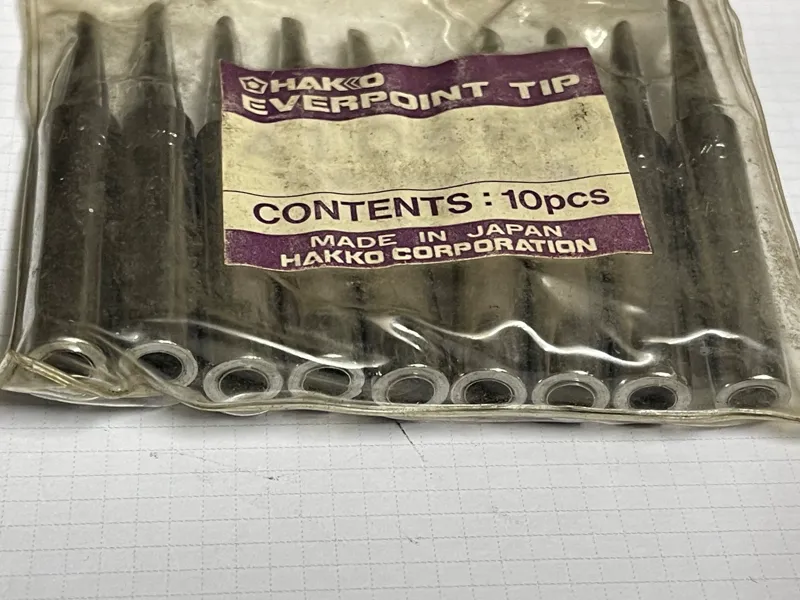 HAKKO
EVERPOINT TIP
CONTENTS : 10pcs
MADE IN JAPAN
HAKKO CORPORATION